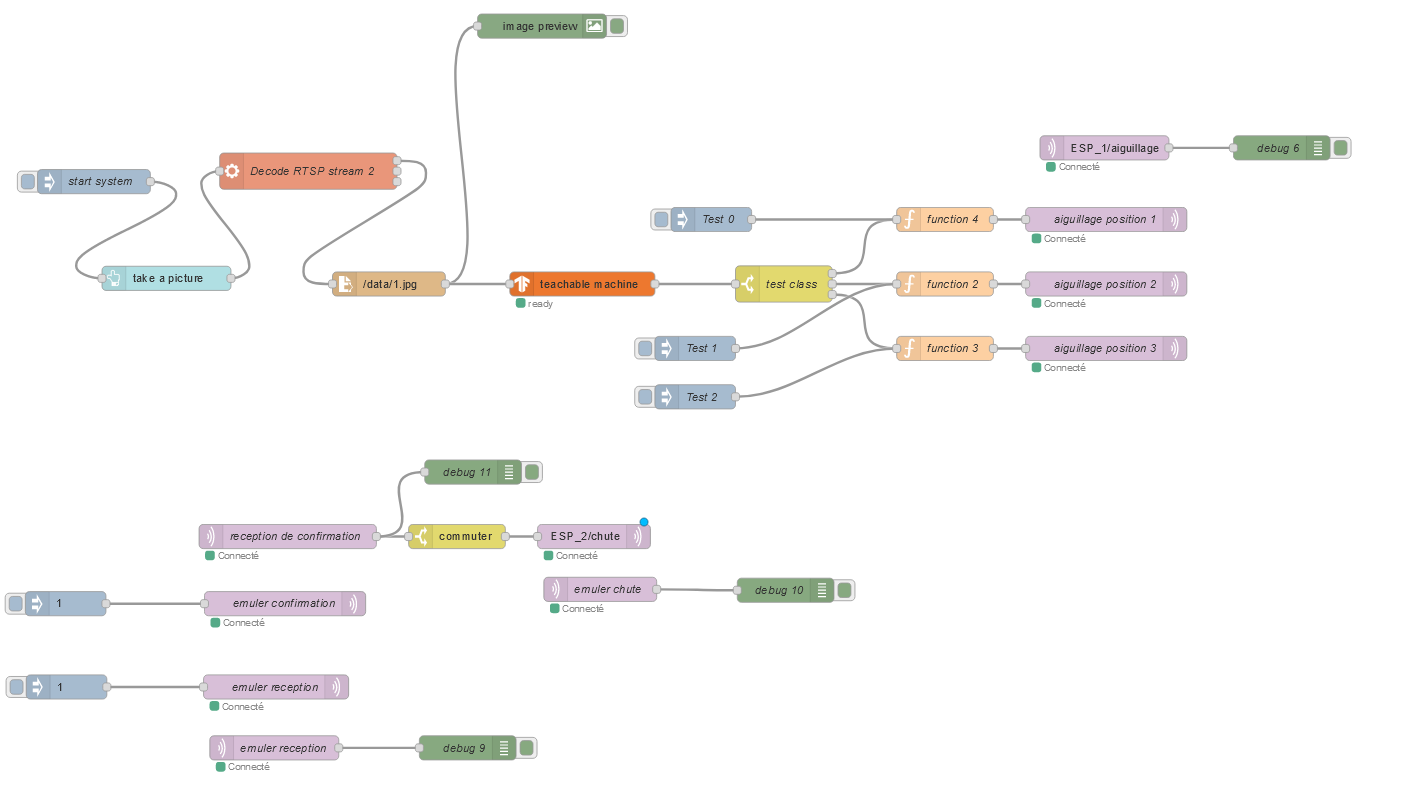 image preview
ESP_1/aiguillage
debug 6
Connecté
start system
Decode RTSP stream 2
Test 0
function 4
aiguillage position 1
Connecté
take a picture
/data/1.jpg
teachable machine
test class
function 2
aiguillage position 2
ready
Connecté
Test 1
function 3
aiguillage position 3
Connecté
Test 2
debug 11
reception de confirmation
commuter
ESP_2/chute
Connecté
Connecté
emuler chute
debug 10
Connecté
1
emuler confirmation
Connecté
1
emuler reception
Connecté
emuler reception
debug 9
Connecté